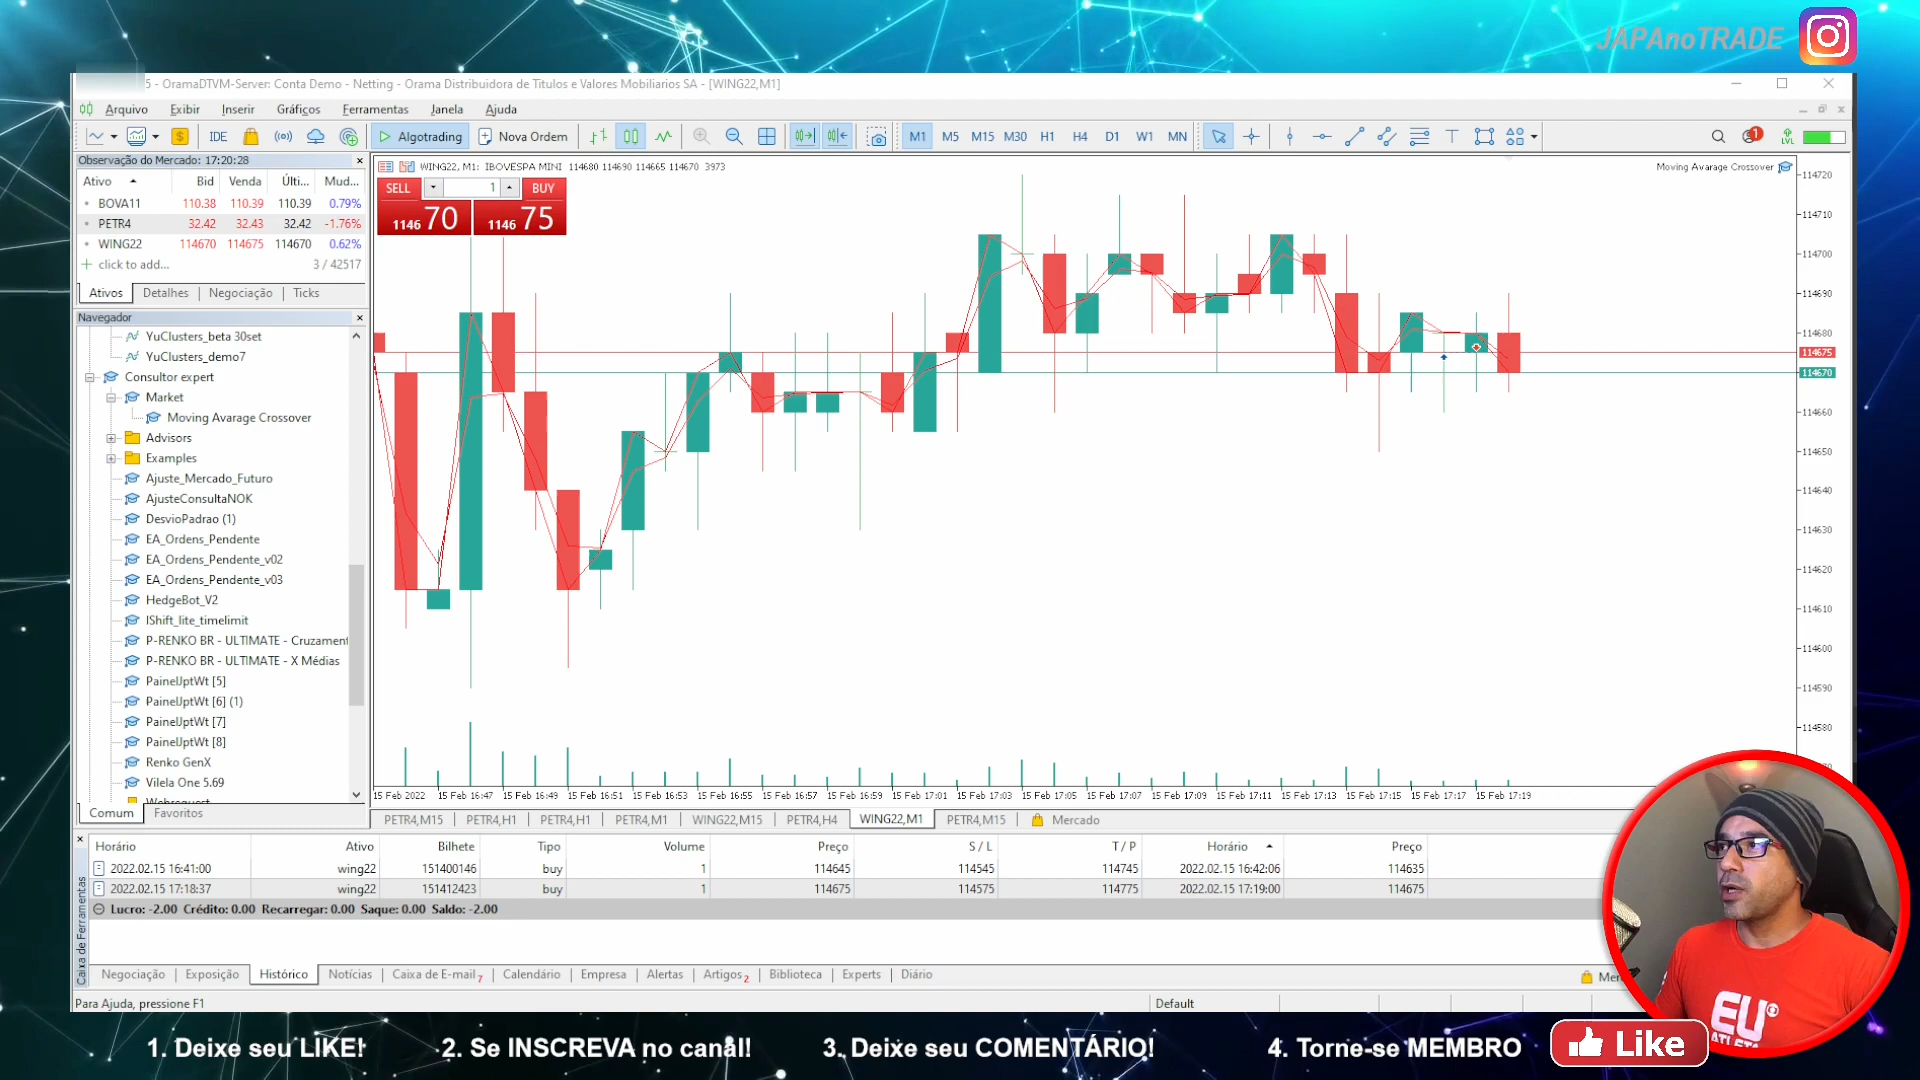 JAPAnoTRADE
5 - OramaDTVM-Server: Conta Demo - Netting - Orama Distribuidora de Titulos e Valores Mobiliarios SA - [WING22,M1]
Arquivo Exibir Inserir Gráficos Ferramentas Janela Ajuda
IDE Algotrading Nova Ordem M1 M5 M15 M30 H1 H4 D1 W1 MN 1 LVL
Observação do Mercado: 17:20:28
Ativo Bid Venda Últi... Mud...
BOVA11 110.38 110.39 110.39 0.79%
PETR4 32.42 32.43 32.42 -1.76%
WING22 114670 114675 114670 0.62%
click to add... 3 / 42517
Ativos Detalhes Negociação Ticks
Navegador
YuClusters_beta 30set
YuClusters_demo7
Consultor expert
Market
Moving Avarage Crossover
Advisors
Examples
Ajuste_Mercado_Futuro
AjusteConsultaNOK
DesvioPadrao (1)
EA_Ordens_Pendente
EA_Ordens_Pendente_v02
EA_Ordens_Pendente_v03
HedgeBot_V2
IShift_lite_timelimit
P-RENKO BR - ULTIMATE - Cruzament
P-RENKO BR - ULTIMATE - X Médias
PainelJptWt [5]
PainelJptWt [6] (1)
PainelJptWt [7]
PainelJptWt [8]
Renko GenX
Vilela One 5.69
Webrequest
Comum Favoritos
WING22, M1: IBOVESPA MINI 114680 114690 114665 114670 3973
Moving Avarage Crossover
SELL 1 BUY
1146 70 1146 75
114720
114710
114700
114690
114680
114675
114670
114660
114650
114640
114630
114620
114610
114600
114590
114580
15 Feb 2022 15 Feb 16:47 15 Feb 16:49 15 Feb 16:51 15 Feb 16:53 15 Feb 16:55 15 Feb 16:57 15 Feb 16:59 15 Feb 17:01 15 Feb 17:03 15 Feb 17:05 15 Feb 17:07 15 Feb 17:09 15 Feb 17:11 15 Feb 17:13 15 Feb 17:15 15 Feb 17:17 15 Feb 17:19
PETR4,M15 PETR4,H1 PETR4,H1 PETR4,M1 WING22,M15 PETR4,H4 WING22,M1 PETR4,M15 Mercado
Horário Ativo Bilhete Tipo Volume Preço S / L T / P Horário Preço
2022.02.15 16:41:00 wing22 151400146 buy 1 114645 114545 114745 2022.02.15 16:42:06 114635
2022.02.15 17:18:37 wing22 151412423 buy 1 114675 114575 114775 2022.02.15 17:19:00 114675
Lucro: -2.00 Crédito: 0.00 Recarregar: 0.00 Saque: 0.00 Saldo: -2.00
Caixa de Ferramentas
Negociação Exposição Histórico Notícias Caixa de E-mail 7 Calendário Empresa Alertas Artigos 2 Biblioteca Experts Diário
Para Ajuda, pressione F1 Default
EU
ATLETA
1. Deixe seu LIKE! 2. Se INSCREVA no canal! 3. Deixe seu COMENTÁRIO! 4. Torne-se MEMBRO Like